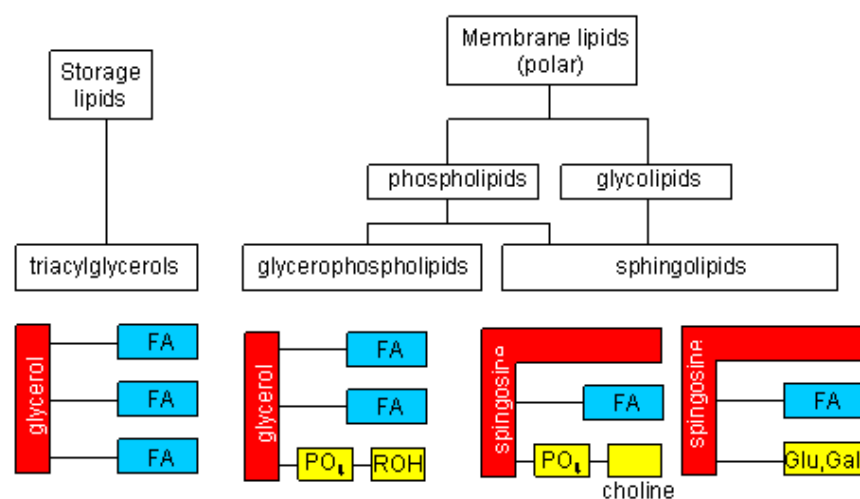 Storage
lipids
Membrane lipids
(polar)
phospholipids
glycolipids
triacylglycerols
glycerophospholipids
sphingolipids
glycerol
FA
FA
FA
glycerol
FA
FA
PO4
ROH
spingosine
FA
PO4
choline
spingosine
FA
Glu,Gal